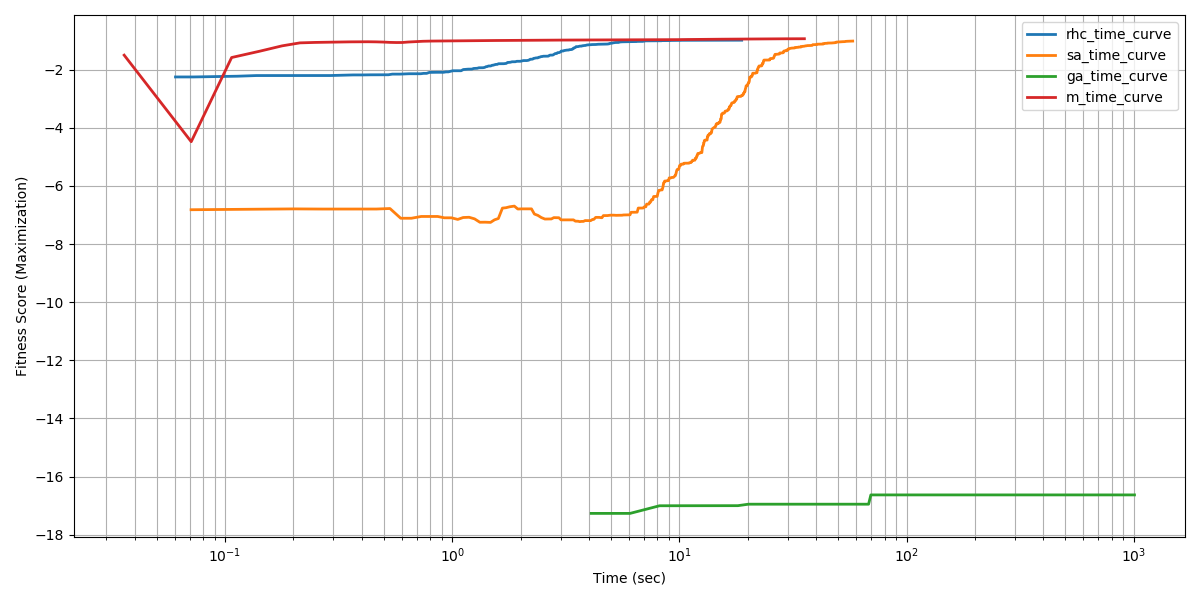 rhc_time_curve
sa_time_curve
ga_time_curve
m_time_curve
Fitness Score (Maximization)
−2
−4
−6
−8
−10
−12
−14
−16
−18
10⁻¹
10⁰
10¹
10²
10³
Time (sec)